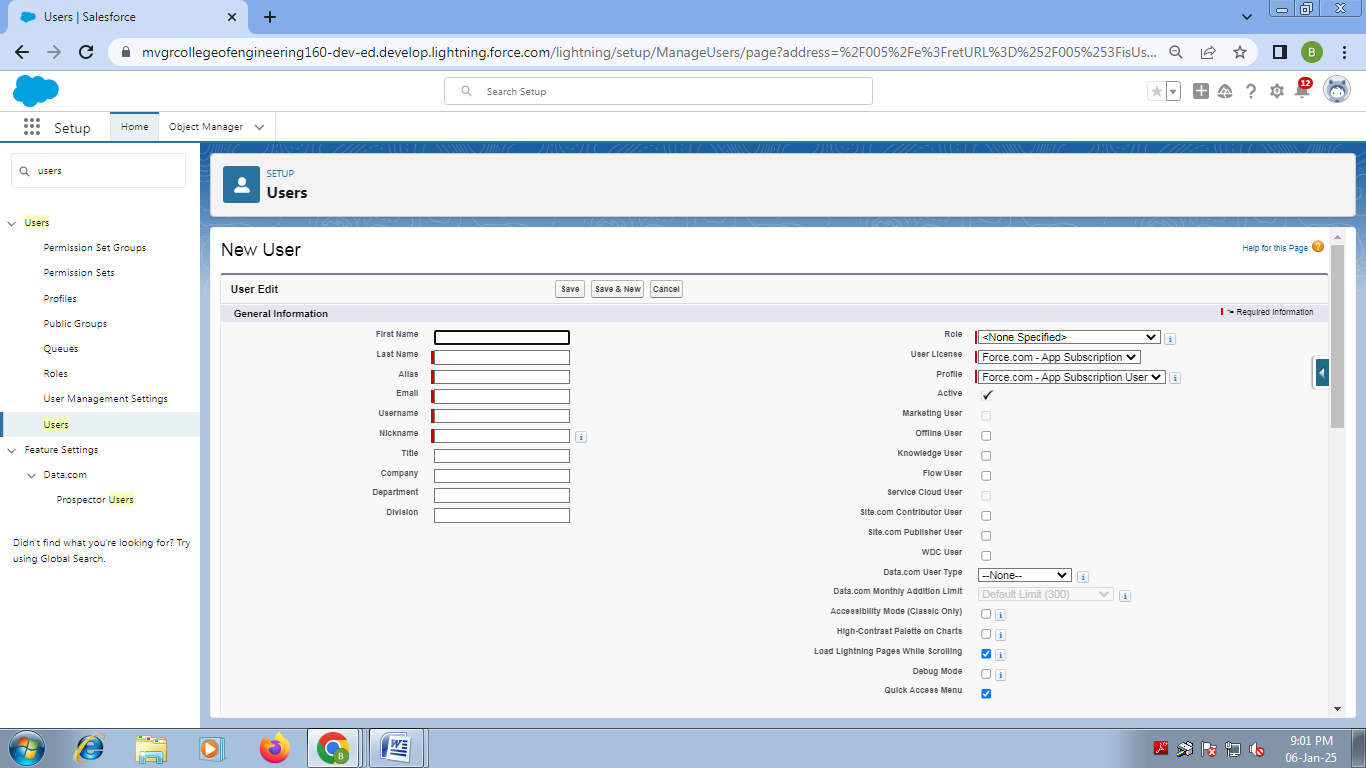 Users | Salesforce
mvgrcollegeofengineering160-dev-ed.develop.lightning.force.com/lightning/setup/ManageUsers/page?address=%2F005%2Fe%3FretURL%3D%252F005%253FisUs...
B
Search Setup
12
Setup
Home
Object Manager
users
Users
Permission Set Groups
Permission Sets
Profiles
Public Groups
Queues
Roles
User Management Settings
Users
Feature Settings
Data.com
Prospector Users
Didn't find what you're looking for? Try
using Global Search.
SETUP
Users
New User
Help for this Page
User Edit
Save
Save & New
Cancel
General Information
= Required Information
First Name
Last Name
Alias
Email
Username
Nickname
Title
Company
Department
Division
Role <None Specified>
User License Force.com - App Subscription
Profile Force.com - App Subscription User
Active
Marketing User
Offline User
Knowledge User
Flow User
Service Cloud User
Site.com Contributor User
Site.com Publisher User
WDC User
Data.com User Type --None--
Data.com Monthly Addition Limit Default Limit (300)
Accessibility Mode (Classic Only)
High-Contrast Palette on Charts
Load Lightning Pages While Scrolling
Debug Mode
Quick Access Menu
9:01 PM
06-Jan-25